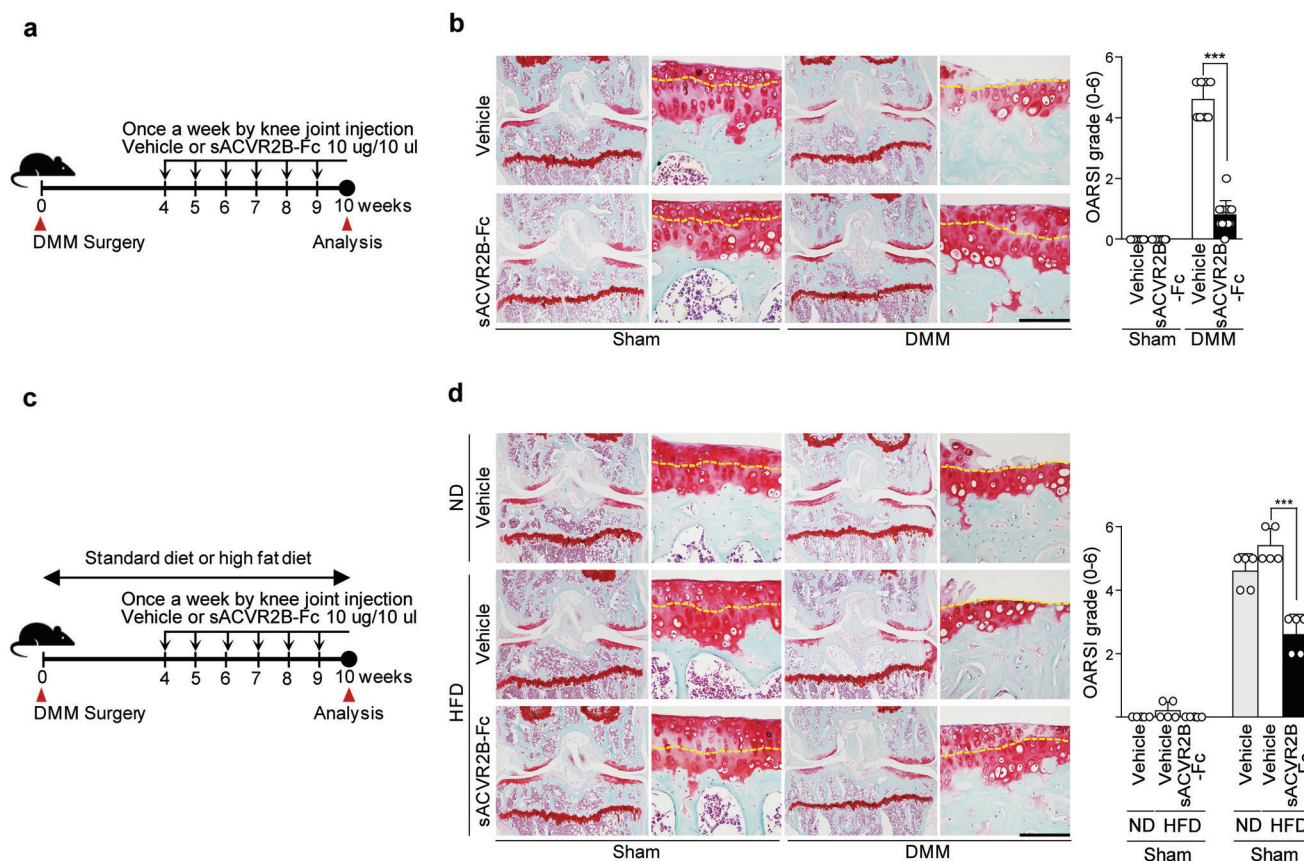 a
Once a week by knee joint injection
Vehicle or sACVR2B-Fc 10 ug/10 ul
0 4 5 6 7 8 9 10 weeks
DMM Surgery Analysis
b
Vehicle
sACVR2B-Fc
Sham DMM
OARSI grade (0-6)
6
4
2
0
***
Vehicle
sACVR2B
-Fc
Vehicle
sACVR2B
-Fc
Sham DMM
c
Standard diet or high fat diet
Once a week by knee joint injection
Vehicle or sACVR2B-Fc 10 ug/10 ul
0 4 5 6 7 8 9 10 weeks
DMM Surgery Analysis
d
ND
Vehicle
HFD
Vehicle
sACVR2B-Fc
Sham DMM
OARSI grade (0-6)
6
4
2
***
Vehicle
Vehicle
sACVR2B
-Fc
Vehicle
Vehicle
sACVR2B
-Fc
ND HFD ND HFD
Sham Sham